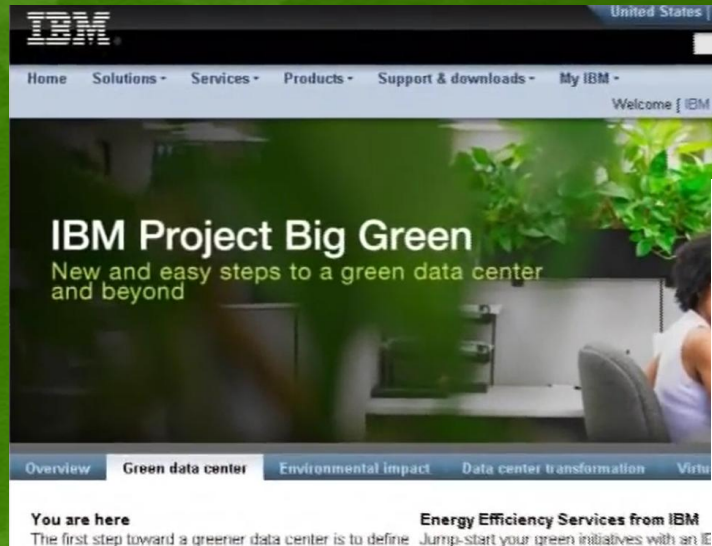 IBM
United States |
Home Solutions Services Products Support & downloads My IBM
Welcome [ IBM
IBM Project Big Green
New and easy steps to a green data center
and beyond
Overview Green data center Environmental impact Data center transformation Virtu
You are here
The first step toward a greener data center is to define
Energy Efficiency Services from IBM
Jump-start your green initiatives with an IB